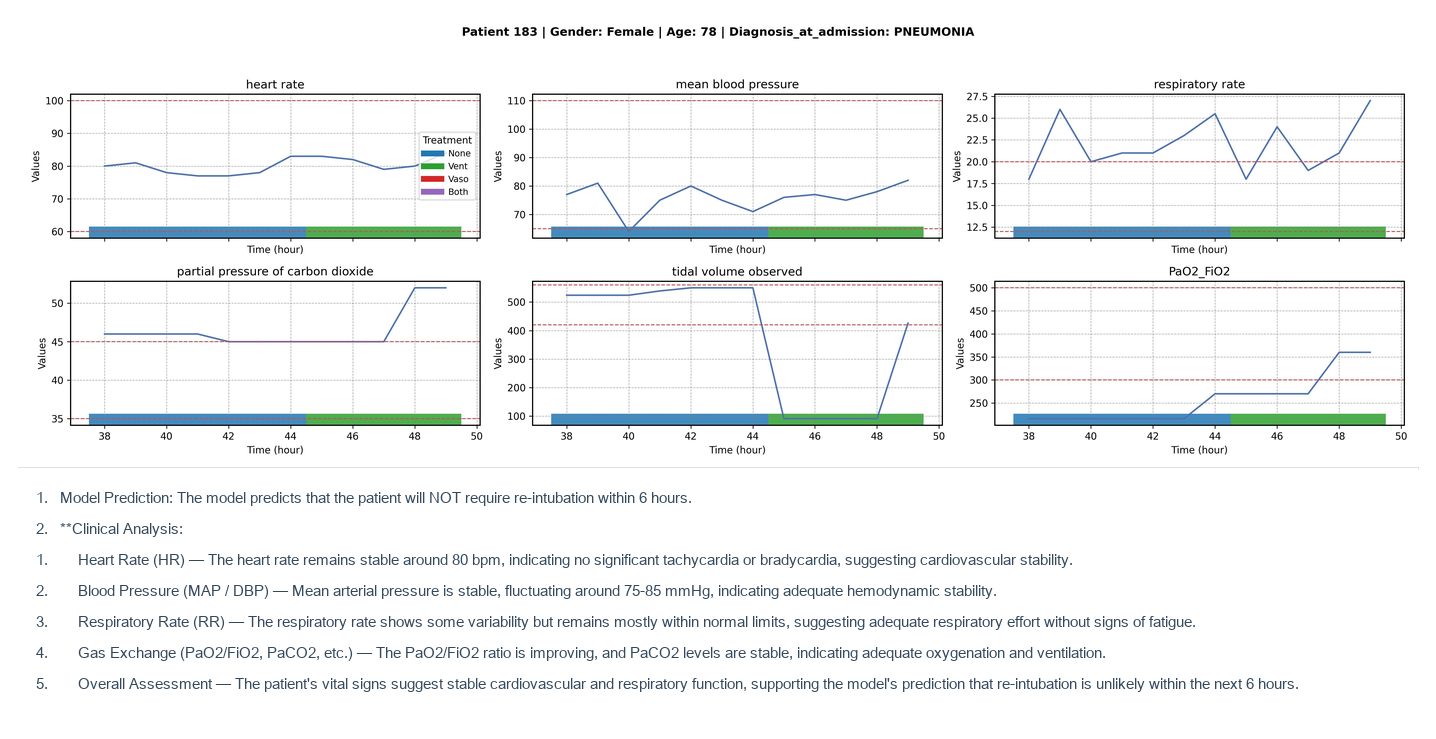 Patient 183 | Gender: Female | Age: 78 | Diagnosis_at_admission: PNEUMONIA
heart rate
100
90
80
70
60
Values
Time (hour)
Treatment
None
Vent
Vaso
Both
mean blood pressure
110
100
90
80
70
Values
Time (hour)
respiratory rate
27.5
25.0
22.5
20.0
17.5
15.0
12.5
Values
Time (hour)
partial pressure of carbon dioxide
50
45
40
35
Values
38 40 42 44 46 48 50
Time (hour)
tidal volume observed
500
400
300
200
100
Values
38 40 42 44 46 48 50
Time (hour)
PaO2_FiO2
500
450
400
350
300
250
Values
38 40 42 44 46 48 50
Time (hour)
1. Model Prediction: The model predicts that the patient will NOT require re-intubation within 6 hours.
2. **Clinical Analysis:
1. Heart Rate (HR) — The heart rate remains stable around 80 bpm, indicating no significant tachycardia or bradycardia, suggesting cardiovascular stability.
2. Blood Pressure (MAP / DBP) — Mean arterial pressure is stable, fluctuating around 75-85 mmHg, indicating adequate hemodynamic stability.
3. Respiratory Rate (RR) — The respiratory rate shows some variability but remains mostly within normal limits, suggesting adequate respiratory effort without signs of fatigue.
4. Gas Exchange (PaO2/FiO2, PaCO2, etc.) — The PaO2/FiO2 ratio is improving, and PaCO2 levels are stable, indicating adequate oxygenation and ventilation.
5. Overall Assessment — The patient's vital signs suggest stable cardiovascular and respiratory function, supporting the model's prediction that re-intubation is unlikely within the next 6 hours.